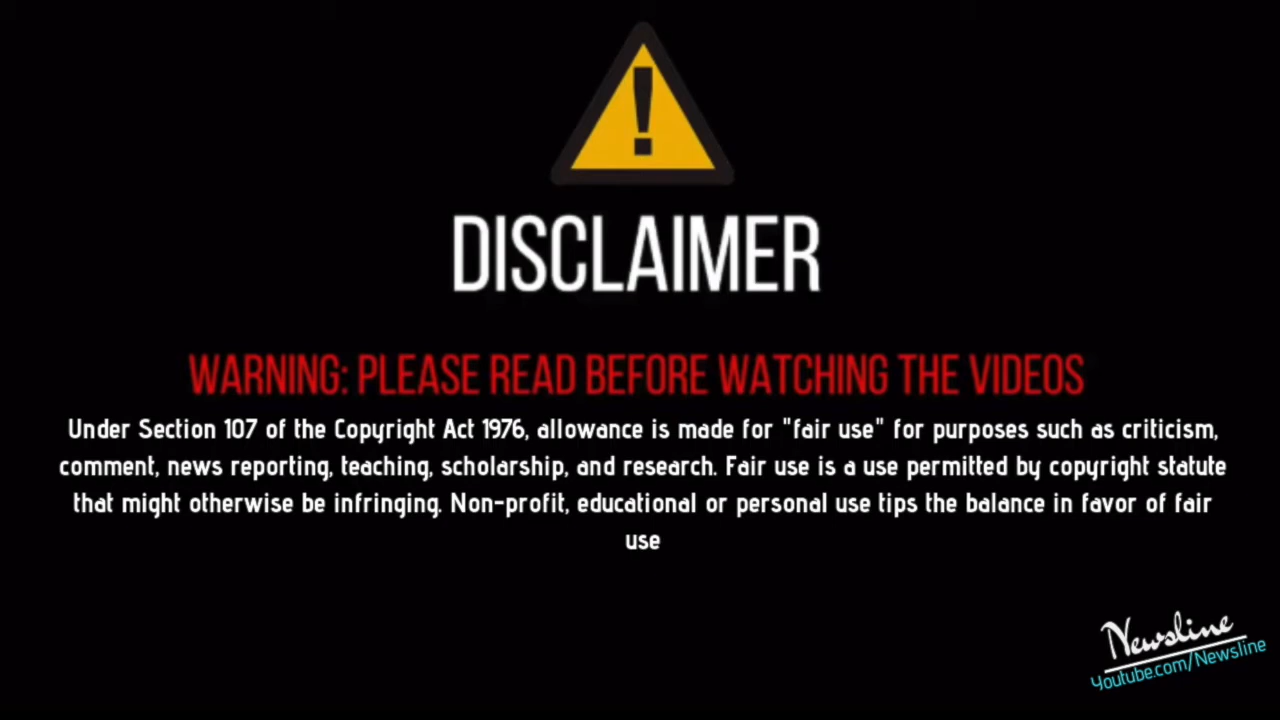 DISCLAIMER
WARNING: PLEASE READ BEFORE WATCHING THE VIDEOS
Under Section 107 of the Copyright Act 1976, allowance is made for "fair use" for purposes such as criticism,
comment, news reporting, teaching, scholarship, and research. Fair use is a use permitted by copyright statute
that might otherwise be infringing. Non-profit, educational or personal use tips the balance in favor of fair
use
Newsline
Youtube.com/Newsline